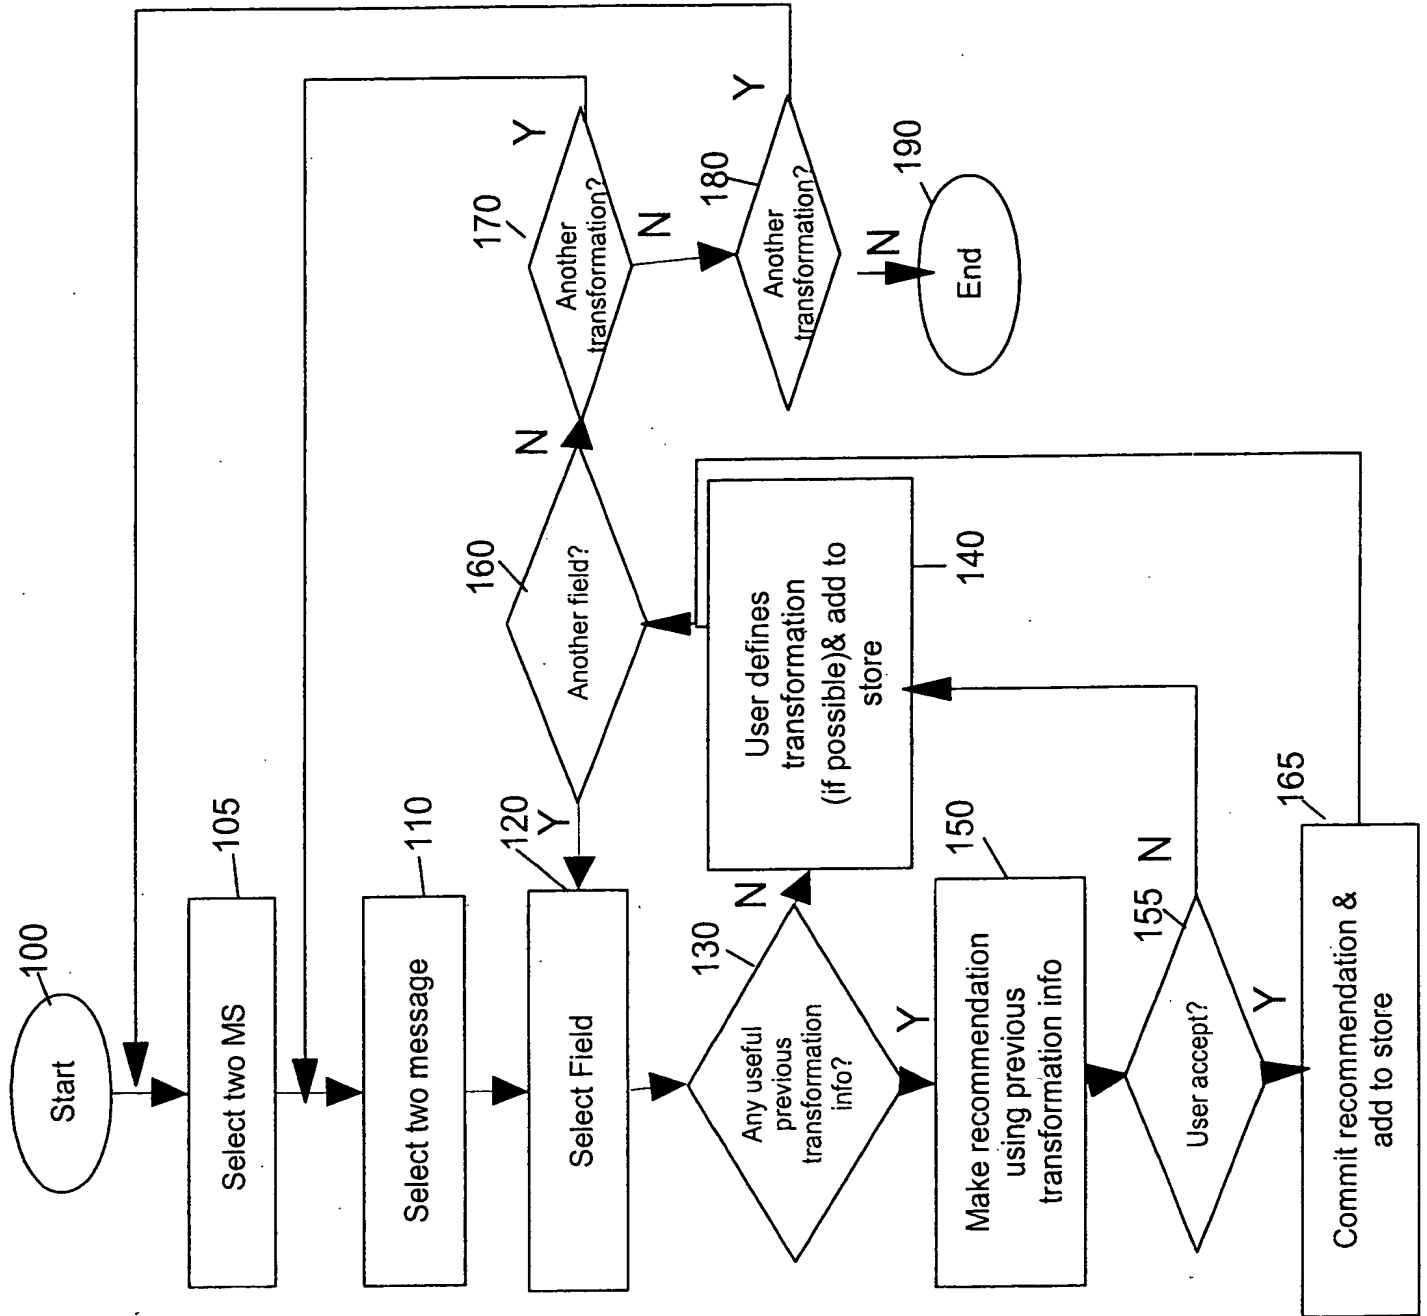 100
Start
105
Select two MS
110
Select two message
120
Select Field
130
Any useful
previous
transformation
info?
N
Y
140
User defines
transformation
(if possible)& add to
store
150
Make recommendation
using previous
transformation info
155
User accept?
N
Y
165
Commit recommendation &
add to store
160
Another field?
Y
N
170
Another
transformation?
Y
N
180
Another
transformation?
Y
N
190
End